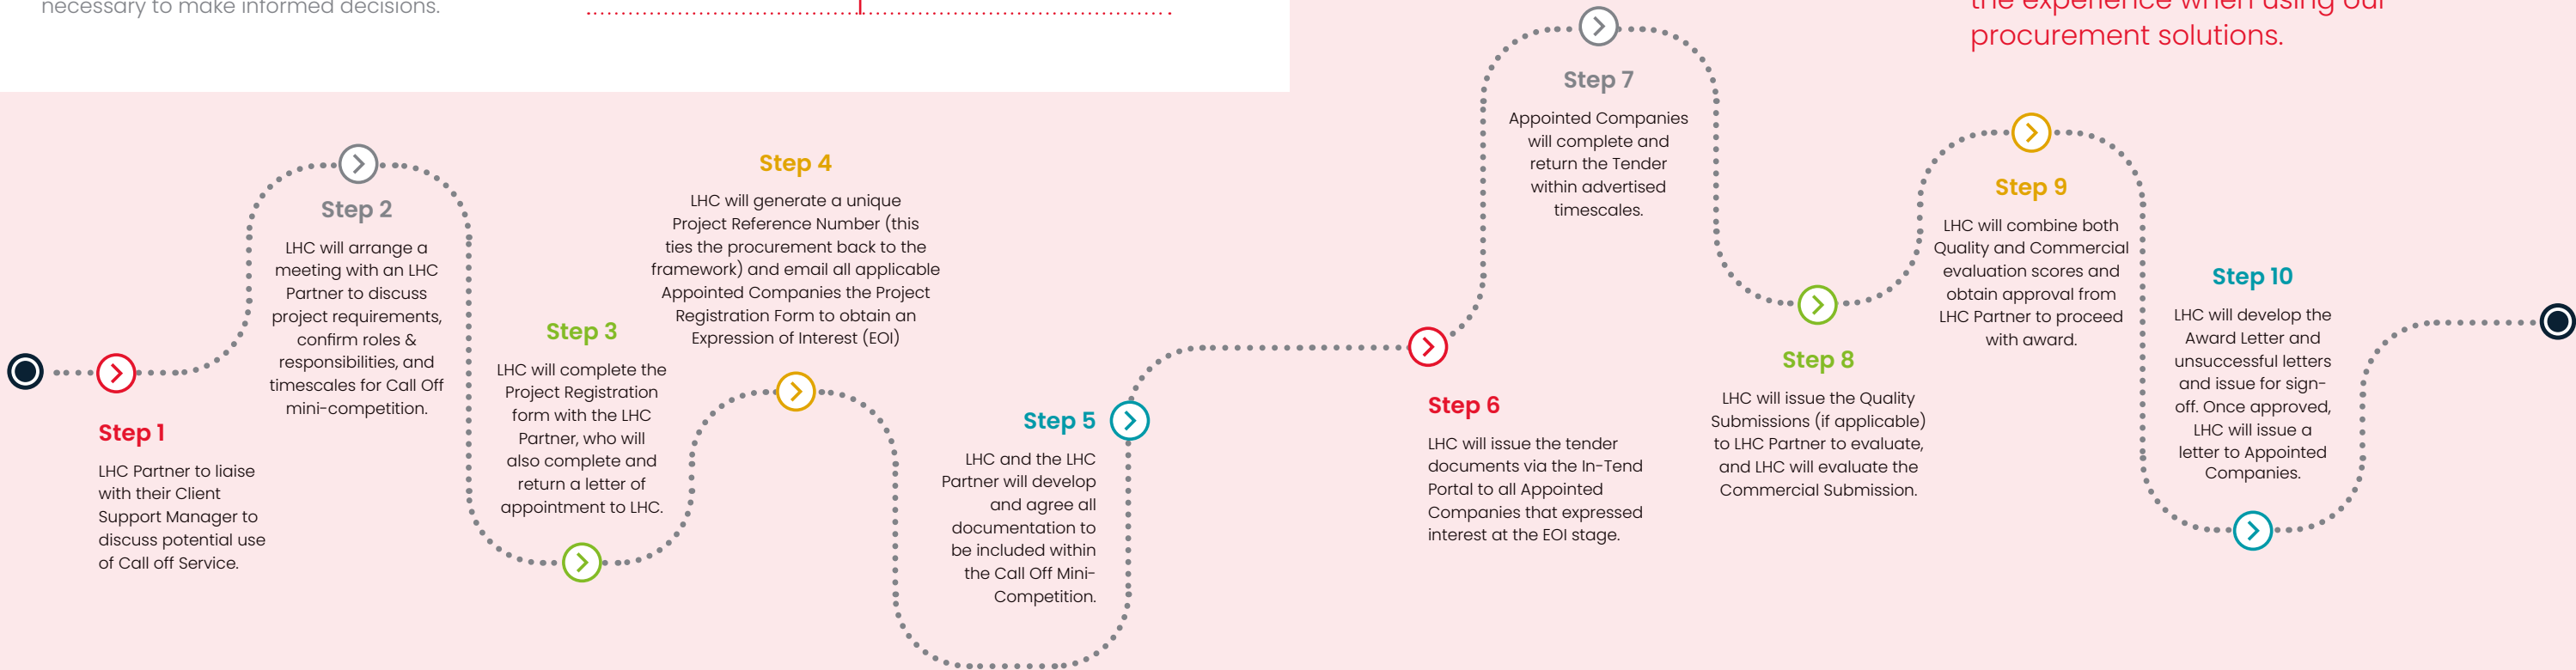 necessary to make informed decisions.
the experience when using our
procurement solutions.
Step 1
LHC Partner to liaise
with their Client
Support Manager to
discuss potential use
of Call off Service.
Step 2
LHC will arrange a
meeting with an LHC
Partner to discuss
project requirements,
confirm roles &
responsibilities, and
timescales for Call Off
mini-competition.
Step 3
LHC will complete the
Project Registration
form with the LHC
Partner, who will
also complete and
return a letter of
appointment to LHC.
Step 4
LHC will generate a unique
Project Reference Number (this
ties the procurement back to the
framework) and email all applicable
Appointed Companies the Project
Registration Form to obtain an
Expression of Interest (EOI)
Step 5
LHC and the LHC
Partner will develop
and agree all
documentation to
be included within
the Call Off Mini-
Competition.
Step 6
LHC will issue the tender
documents via the In-Tend
Portal to all Appointed
Companies that expressed
interest at the EOI stage.
Step 7
Appointed Companies
will complete and
return the Tender
within advertised
timescales.
Step 8
LHC will issue the Quality
Submissions (if applicable)
to LHC Partner to evaluate,
and LHC will evaluate the
Commercial Submission.
Step 9
LHC will combine both
Quality and Commercial
evaluation scores and
obtain approval from
LHC Partner to proceed
with award.
Step 10
LHC will develop the
Award Letter and
unsuccessful letters
and issue for sign-
off. Once approved,
LHC will issue a
letter to Appointed
Companies.